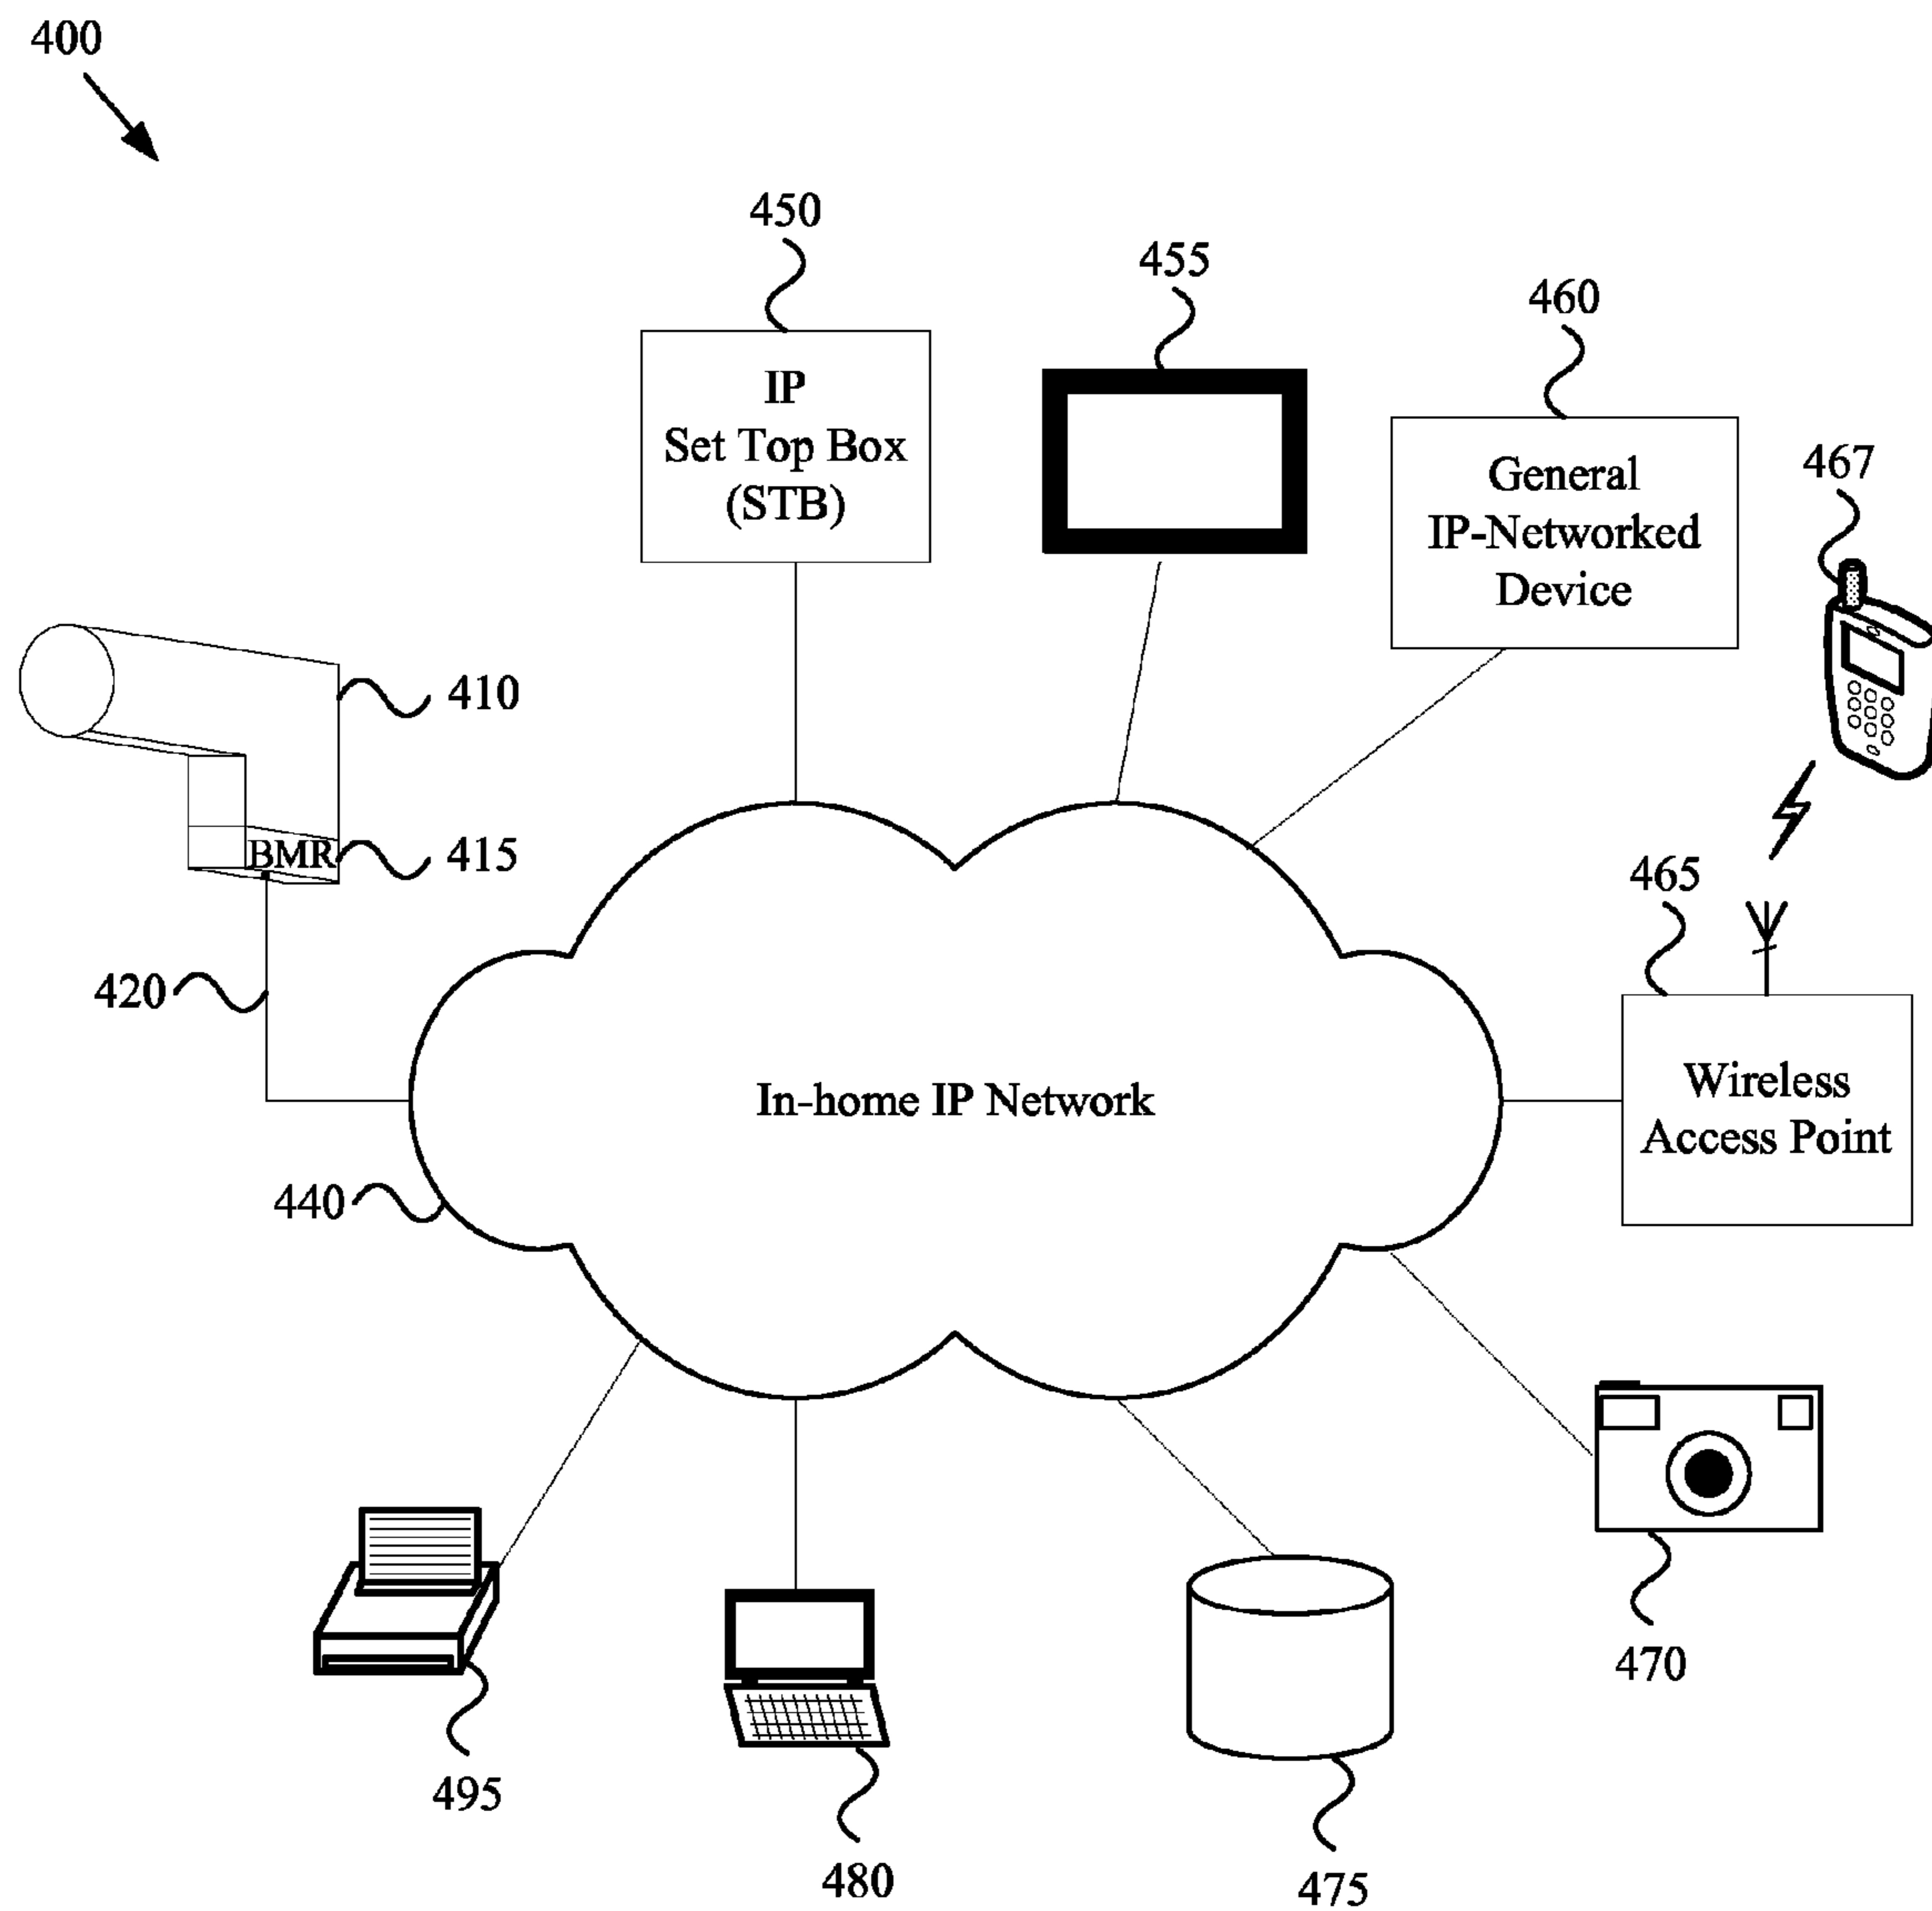 400
450
455
460
467
IP
Set Top Box
(STB)
General
IP-Networked
Device
410
BMR
415
465
420
In-home IP Network
Wireless
Access Point
440
470
495
480
475